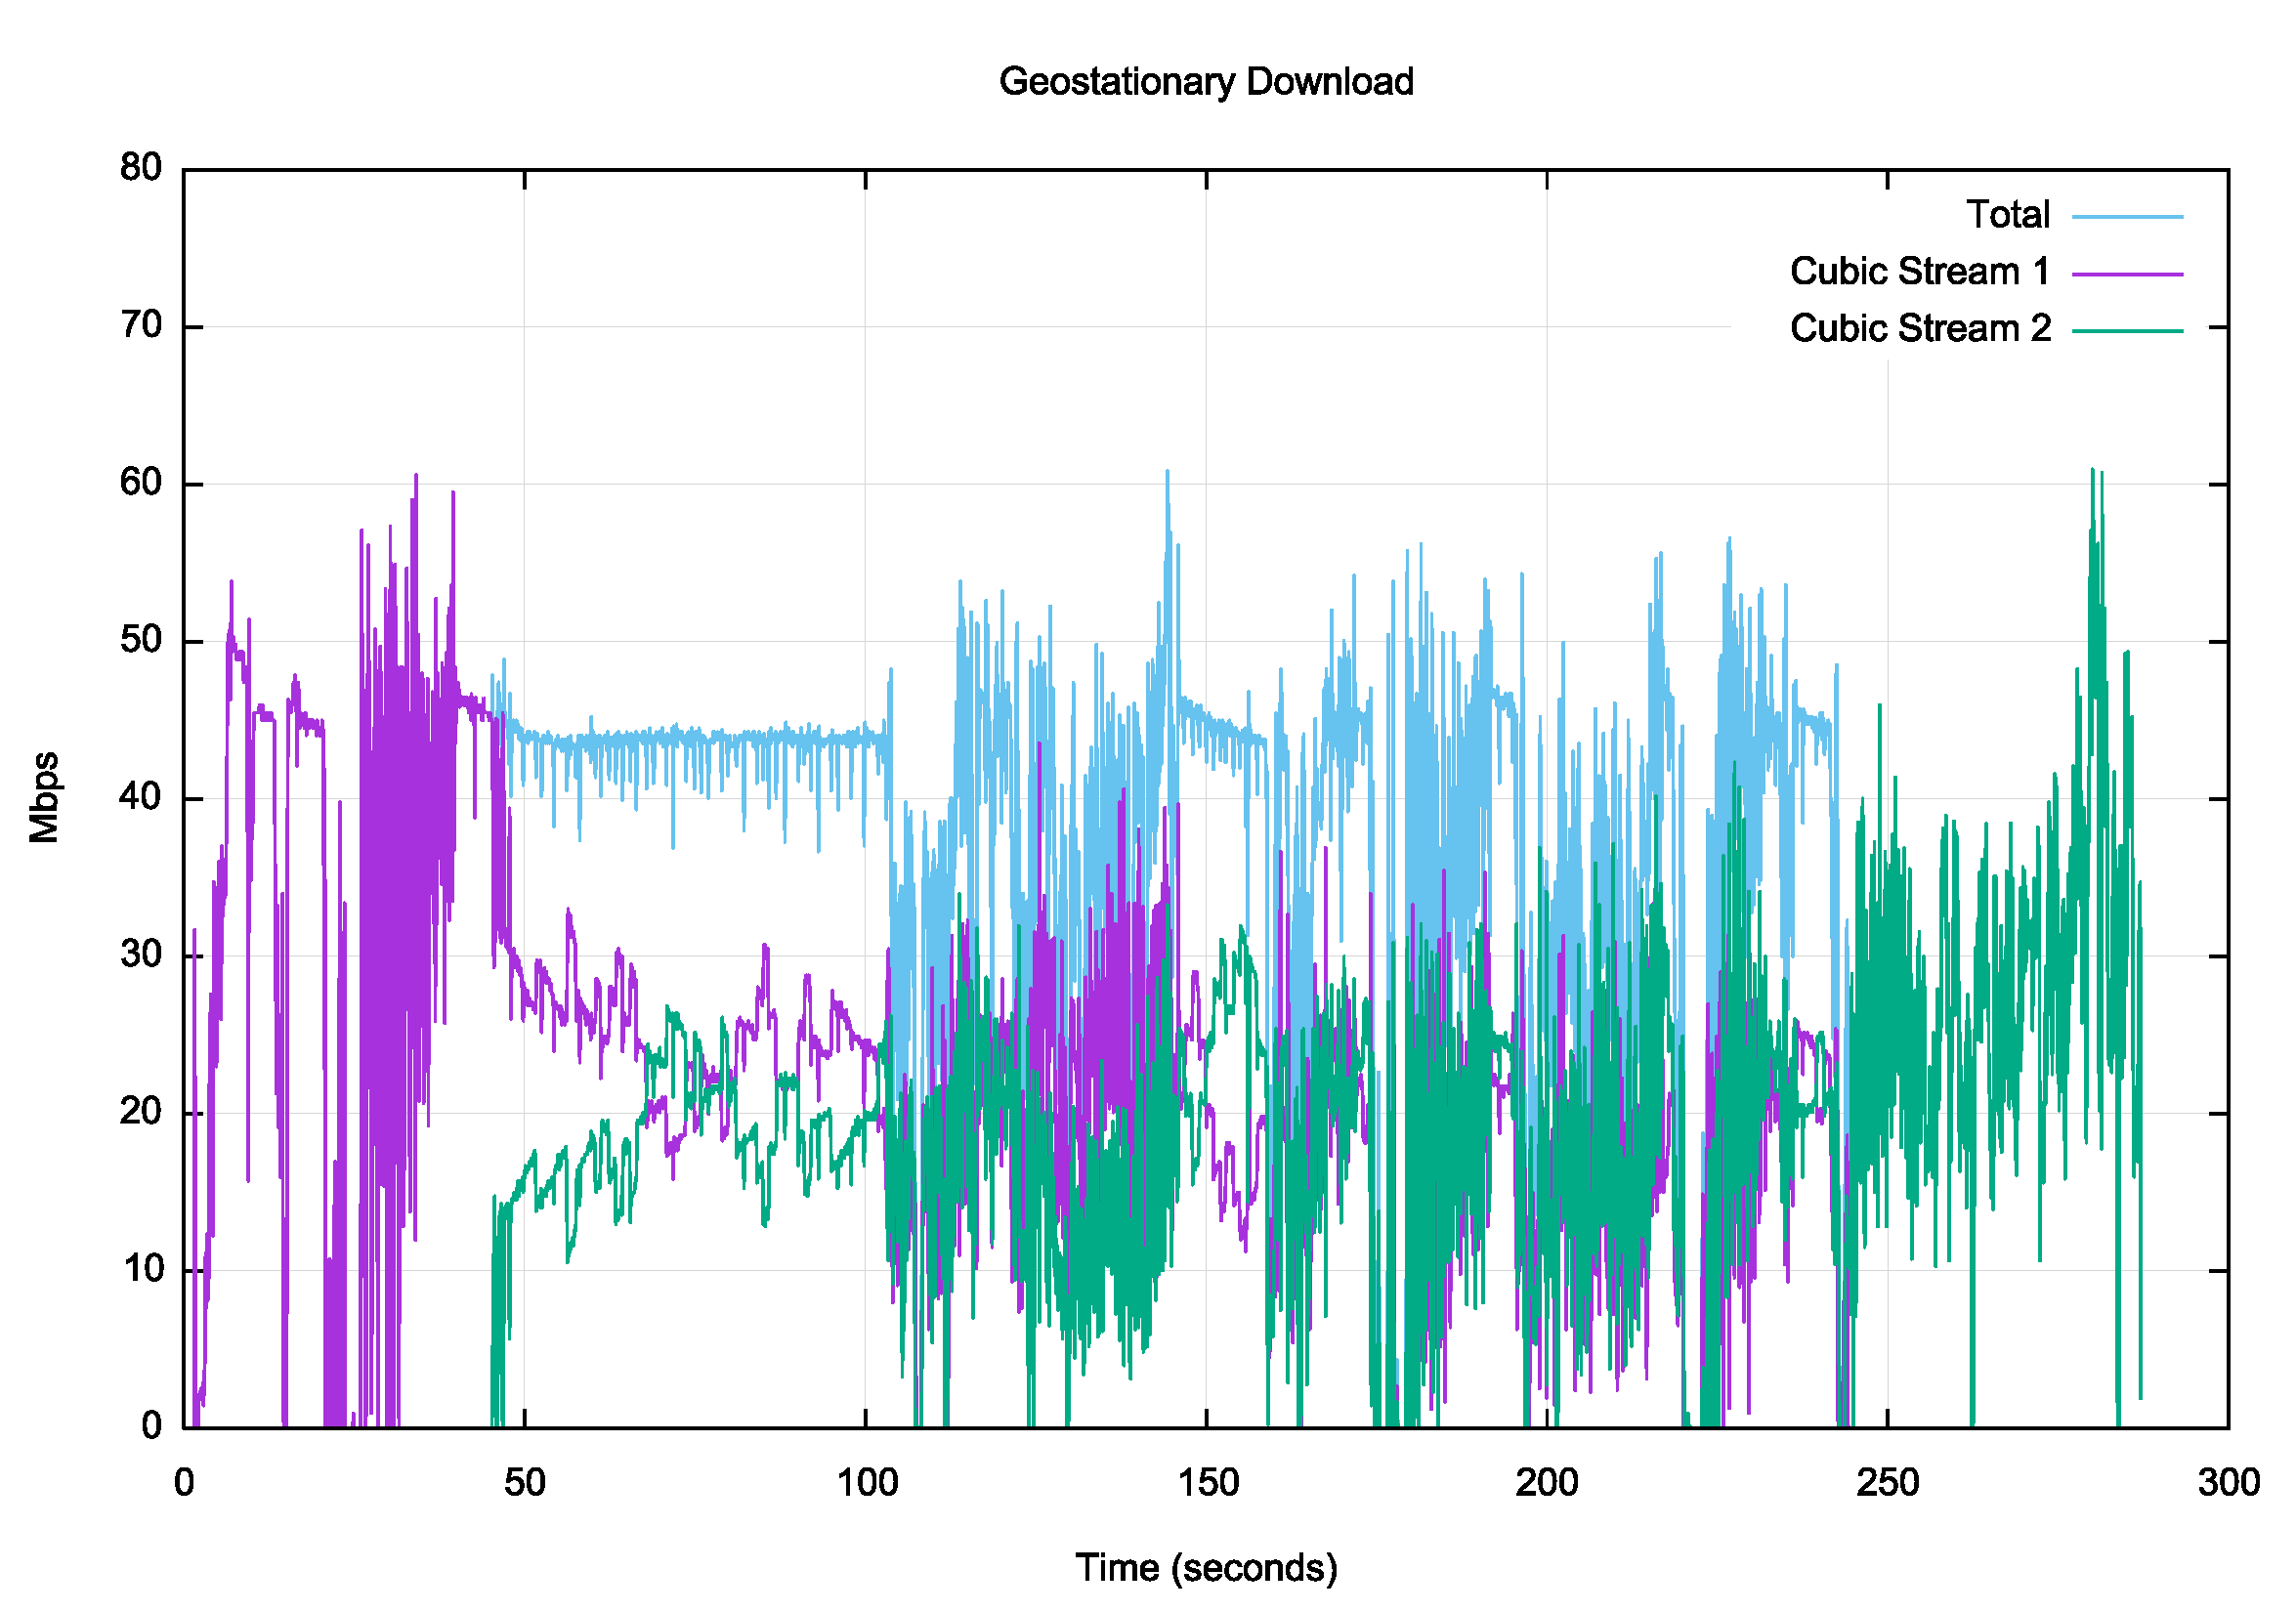 Geostationary Download
80
70
60
50
40
30
20
10
0
Mbps
Total
Cubic Stream 1
Cubic Stream 2
0 50 100 150 200 250 300
Time (seconds)